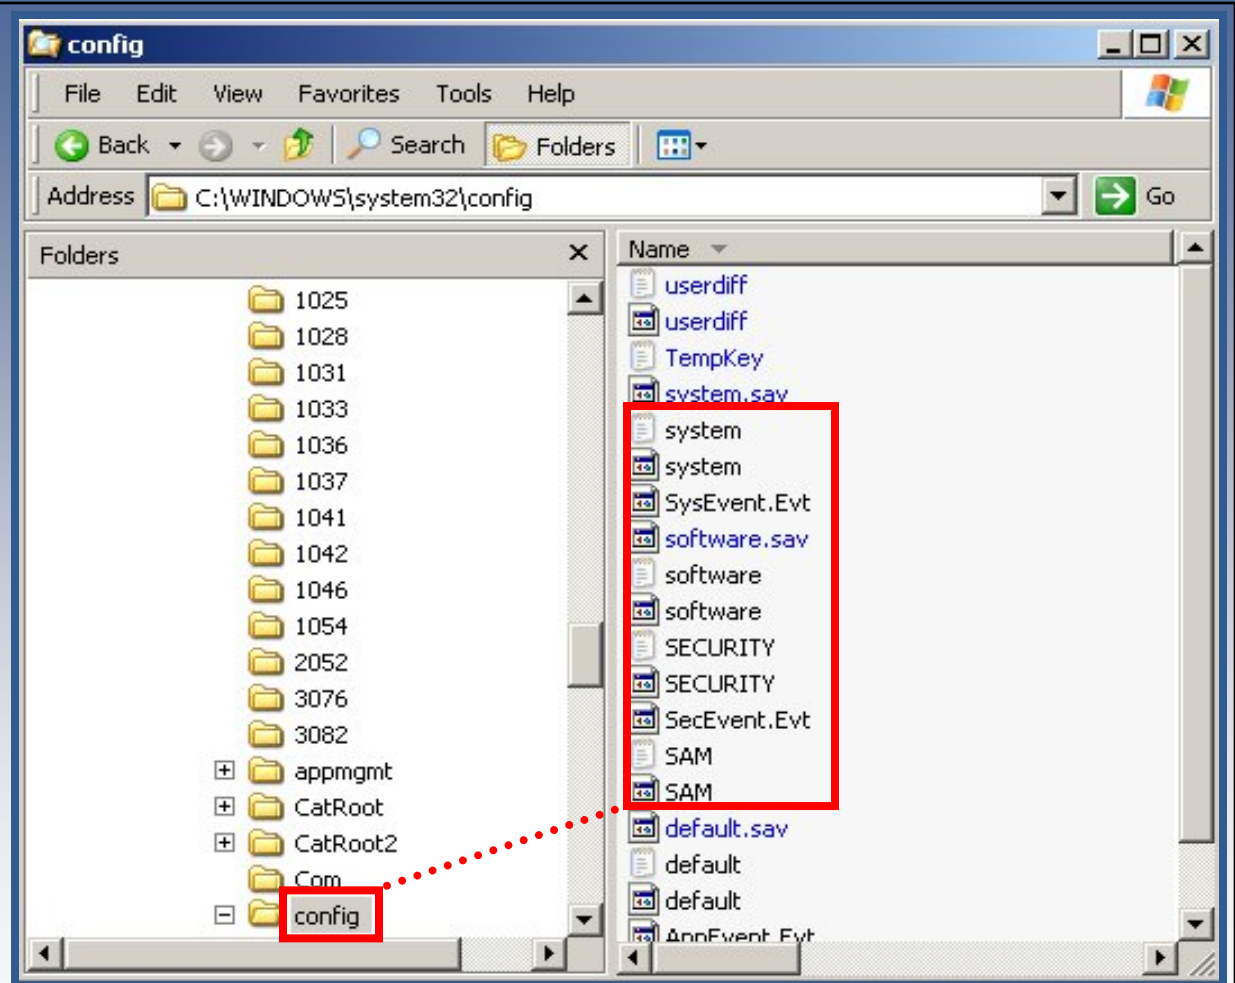 config
File Edit View Favorites Tools Help
Back Search Folders
Address C:\WINDOWS\system32\config Go
Folders
1025
1028
1031
1033
1036
1037
1041
1042
1046
1054
2052
3076
3082
appmgmt
CatRoot
CatRoot2
Com
config
Name
userdiff
userdiff
TempKey
system.sav
system
system
SysEvent.Evt
software.sav
software
software
SECURITY
SECURITY
SecEvent.Evt
SAM
SAM
default.sav
default
default
AppEvent.Evt